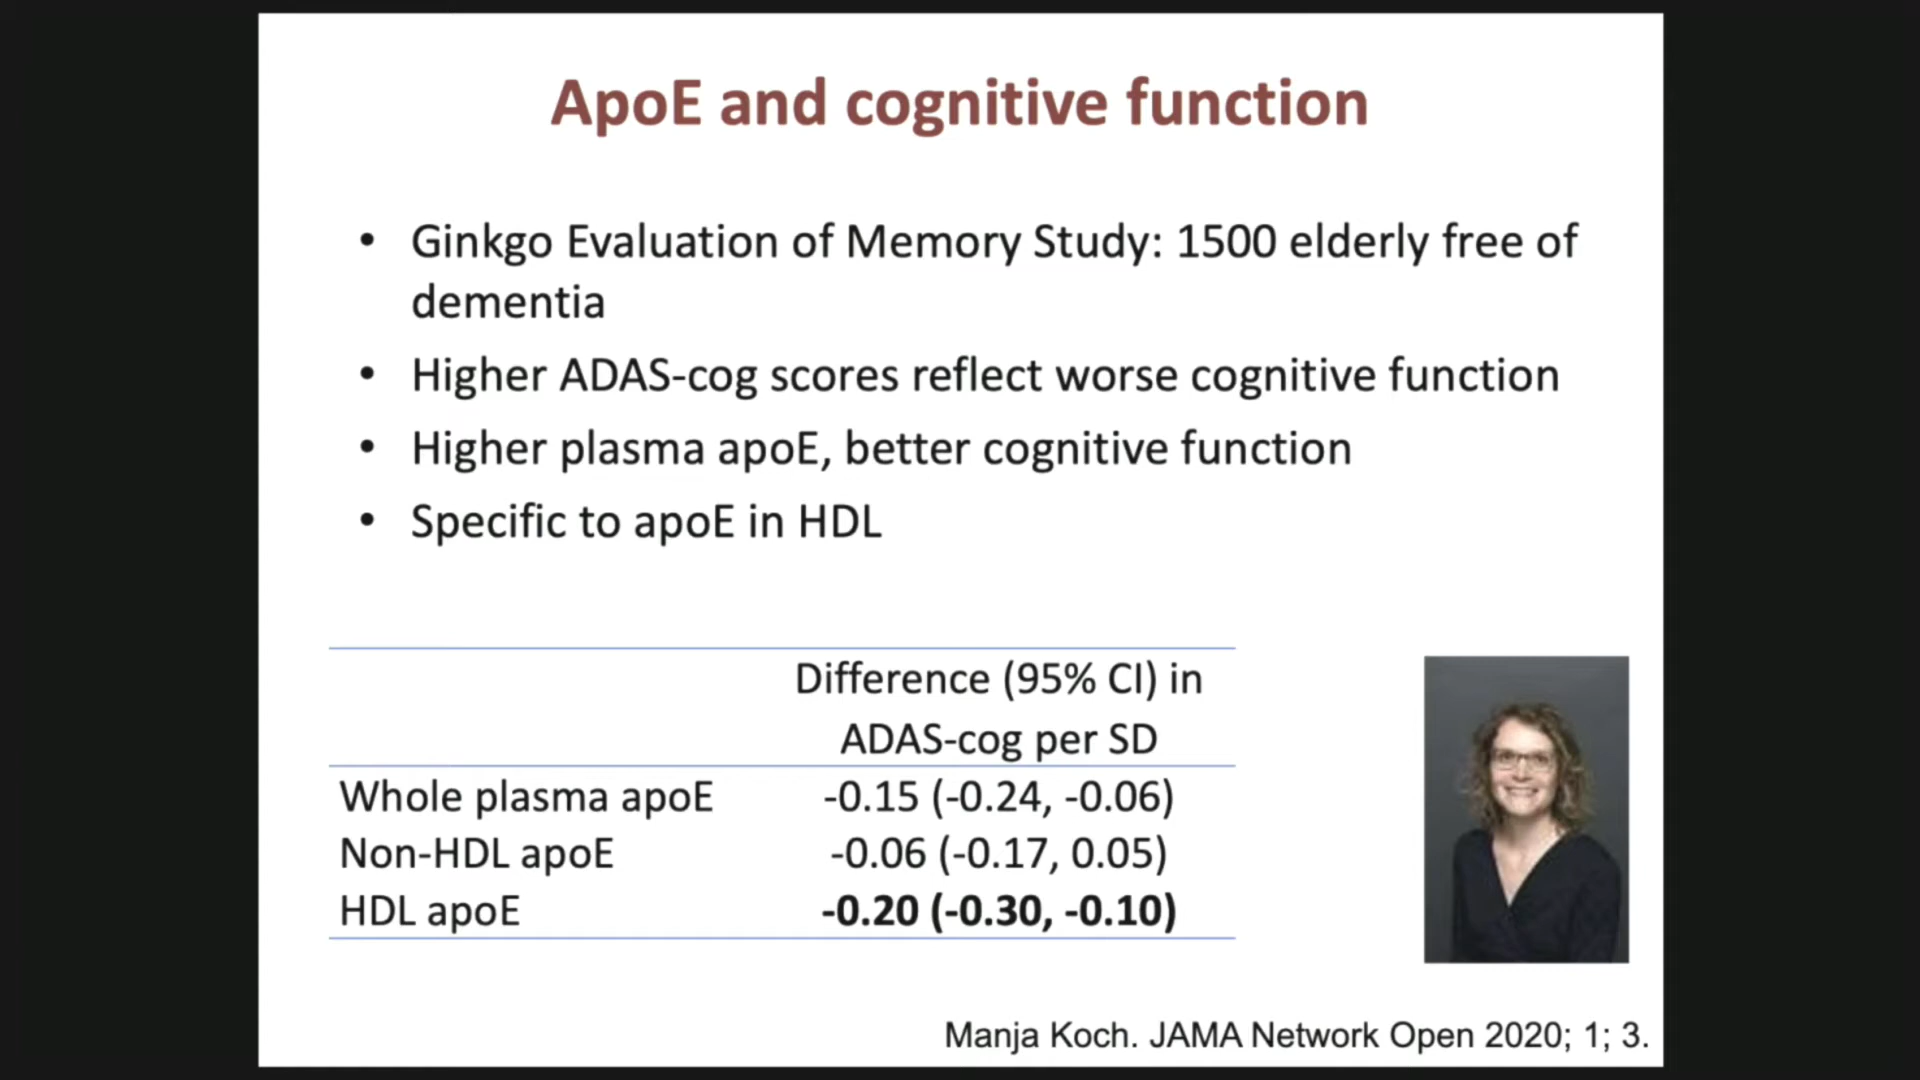 ApoE and cognitive function
• Ginkgo Evaluation of Memory Study: 1500 elderly free of
dementia
• Higher ADAS-cog scores reflect worse cognitive function
• Higher plasma apoE, better cognitive function
• Specific to apoE in HDL
Difference (95% CI) in
ADAS-cog per SD
Whole plasma apoE -0.15 (-0.24, -0.06)
Non-HDL apoE -0.06 (-0.17, 0.05)
HDL apoE -0.20 (-0.30, -0.10)
Manja Koch. JAMA Network Open 2020; 1; 3.